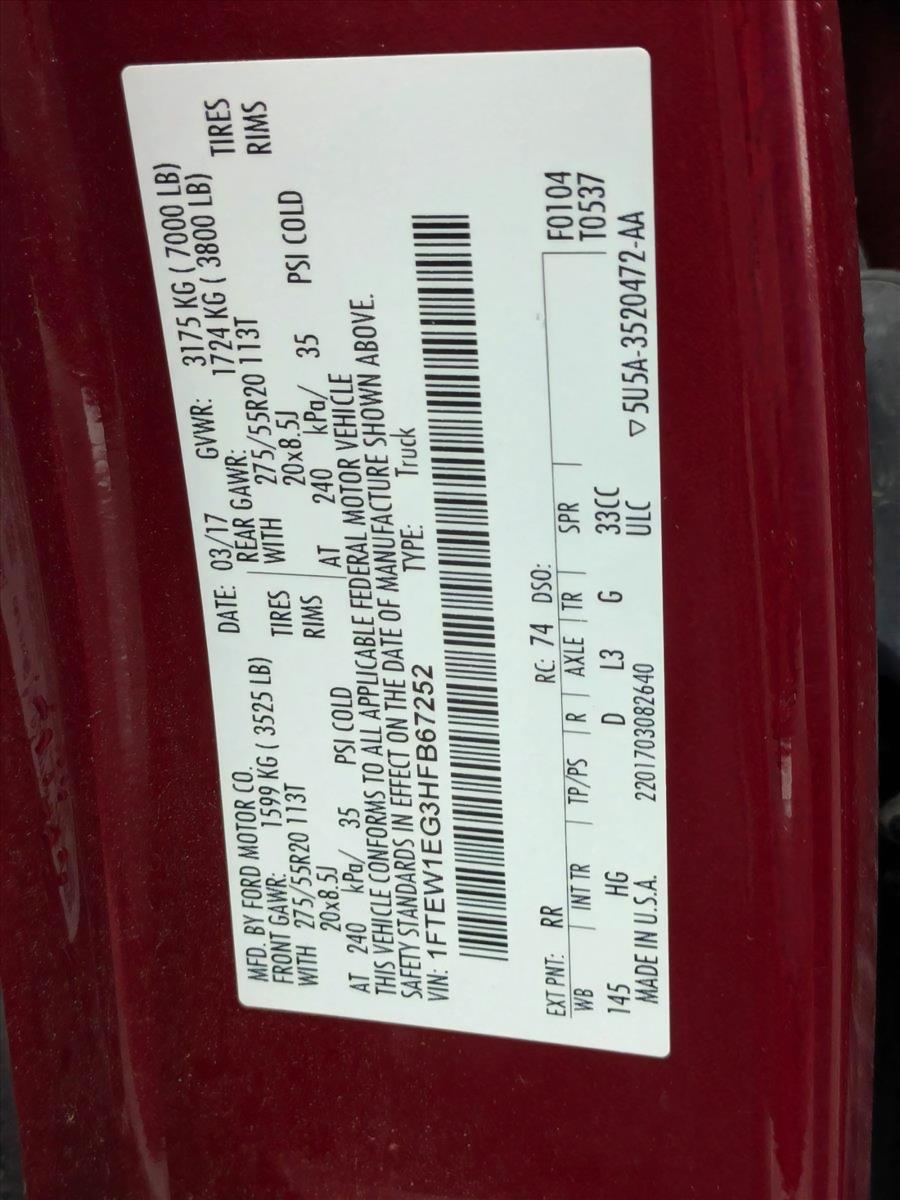 MFD. BY FORD MOTOR CO. DATE: 03/17 GVWR: 3175 KG ( 7000 LB)
FRONT GAWR: 1599 KG ( 3525 LB) REAR GAWR: 1724 KG ( 3800 LB)
WITH 275/55R20 113T TIRES WITH 275/55R20 113T TIRES
20x8.5J RIMS 20x8.5J RIMS
AT 240 kPa/ 35 PSI COLD AT 240 kPa/ 35 PSI COLD
THIS VEHICLE CONFORMS TO ALL APPLICABLE FEDERAL MOTOR VEHICLE
SAFETY STANDARDS IN EFFECT ON THE DATE OF MANUFACTURE SHOWN ABOVE.
VIN: 1FTEW1EG3HFB67252 TYPE: Truck
EXT PNT: RR RC: 74 DSO: F0104
WB INT TR TP/PS R AXLE TR SPR T0537
145 HG D L3 G 33CC
MADE IN U.S.A. 2201703082640 ULC ▽5U5A-3520472-AA